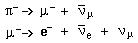 π⁻→ μ⁻ + ν̄μ
μ⁻→ e⁻ + ν̄e + νμ